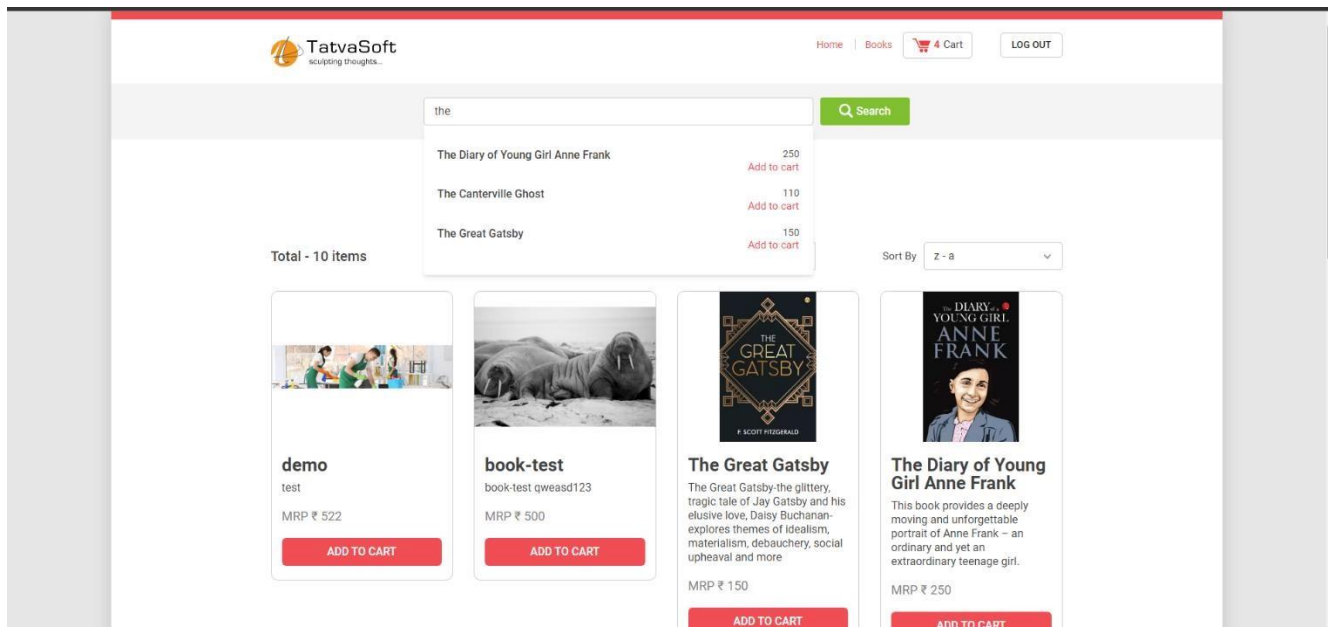 TatvaSoft
sculpting thoughts...
Home | Books 4 Cart LOG OUT
the Search
The Diary of Young Girl Anne Frank 250
Add to cart
The Canterville Ghost 110
Add to cart
The Great Gatsby 150
Add to cart
Total - 10 items Sort By z - a
THE
GREAT
GATSBY
F. SCOTT FITZGERALD
The DIARY of a
YOUNG GIRL
ANNE
FRANK
demo
test
MRP ₹ 522
ADD TO CART
book-test
book-test qweasd123
MRP ₹ 500
ADD TO CART
The Great Gatsby
The Great Gatsby-the glittery,
tragic tale of Jay Gatsby and his
elusive love, Daisy Buchanan-
explores themes of idealism,
materialism, debauchery, social
upheaval and more
MRP ₹ 150
ADD TO CART
The Diary of Young
Girl Anne Frank
This book provides a deeply
moving and unforgettable
portrait of Anne Frank – an
ordinary and yet an
extraordinary teenage girl.
MRP ₹ 250
ADD TO CART